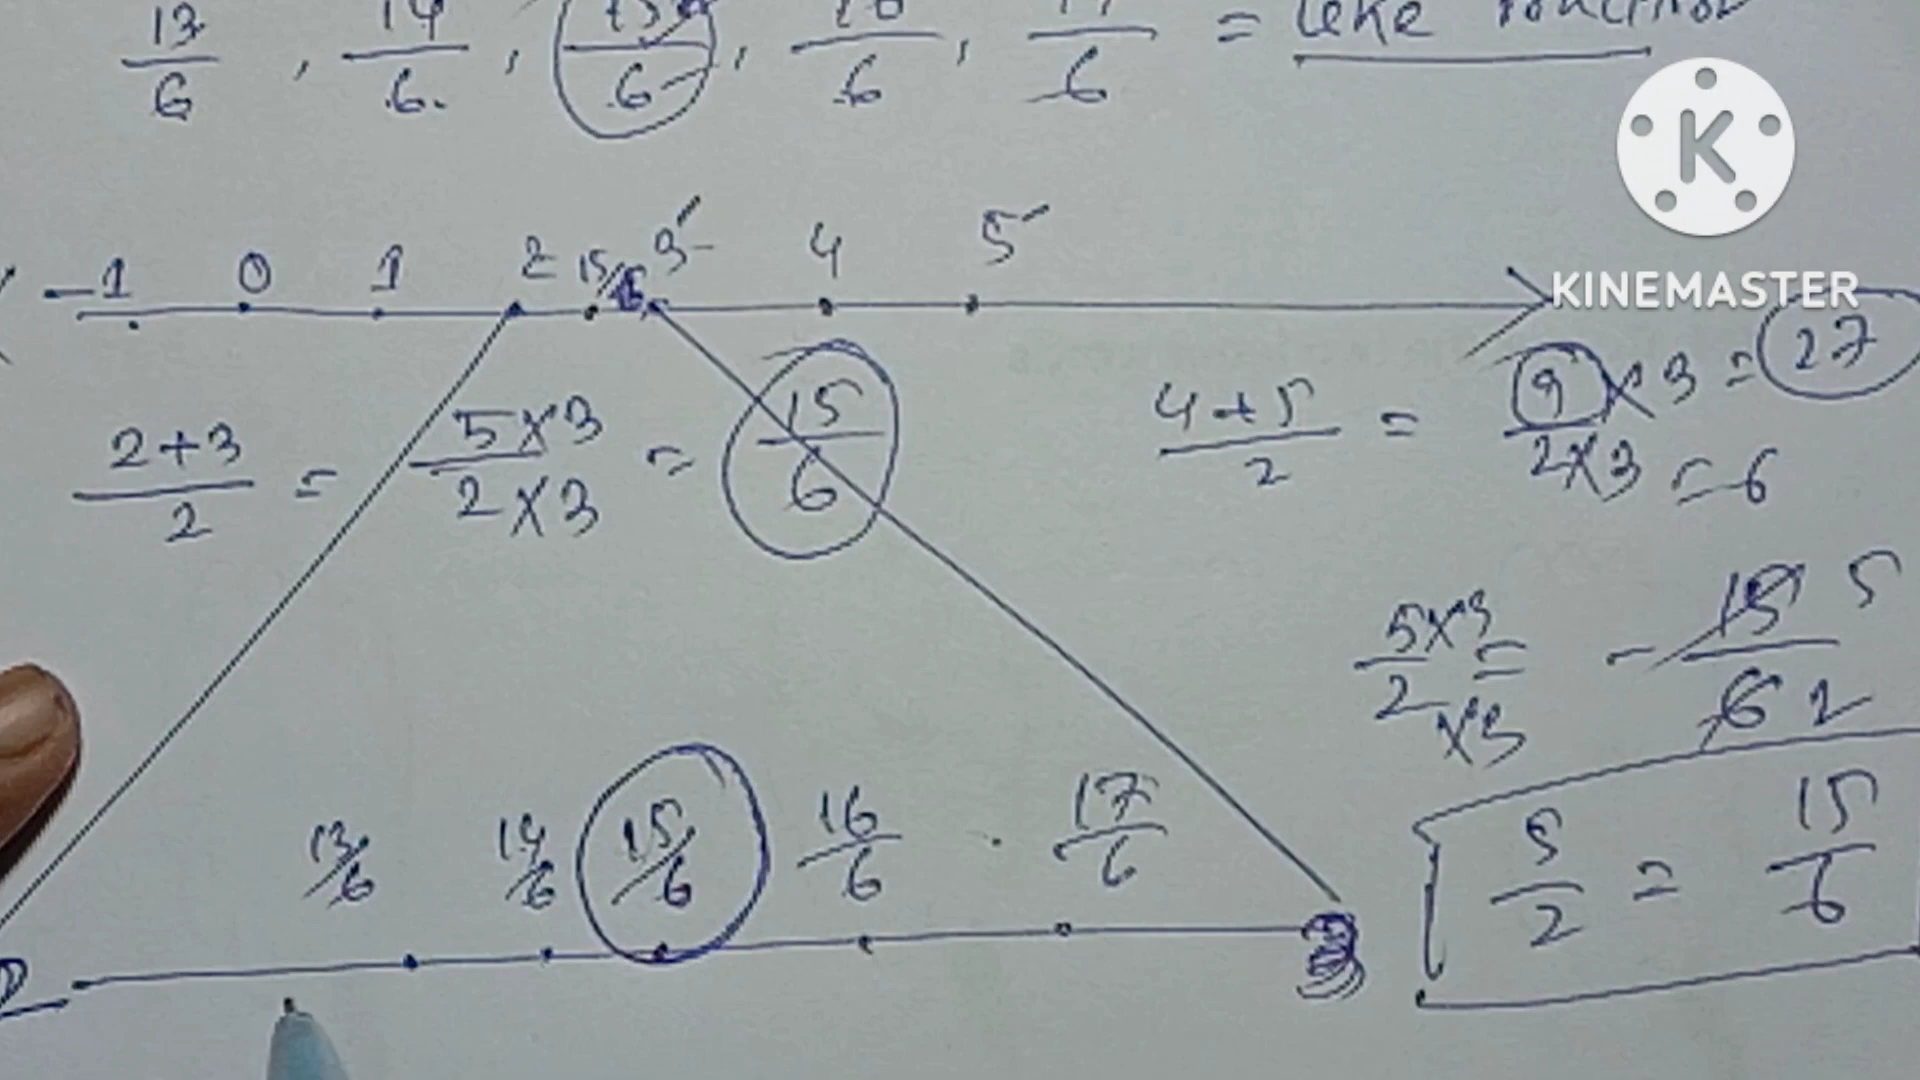 13/6 , 14/6 , 15/6 , 16/6 , 17/6 =
K
KINEMASTER
-1 0 1 2 15/6 3 4 5
(2+3)/2 = (5×3)/(2×3) = 15/6
(4+5)/2 = (9×3)/(2×3) = 27
= 6
(5×3)/(2×3) = - 15/6 5 2
13/6 14/6 15/6 16/6 . 17/6
5/2 = 15/6
2